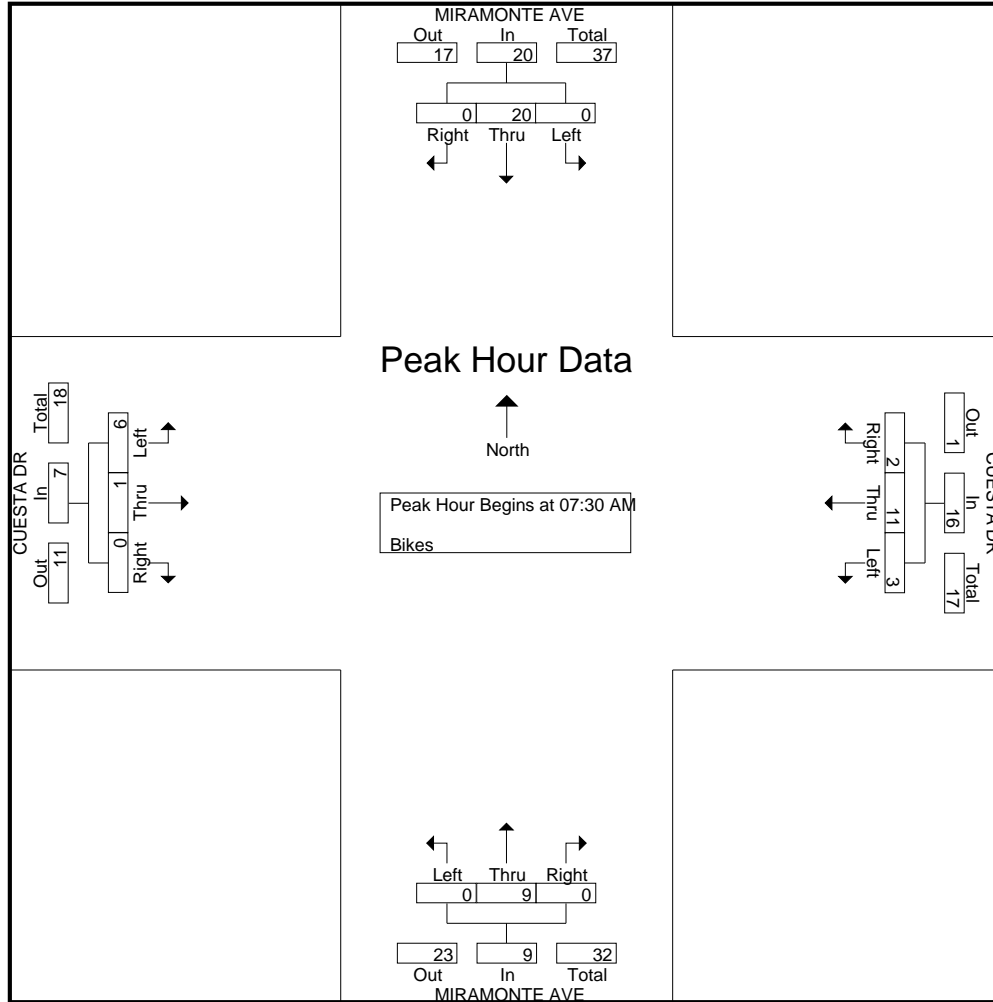 MIRAMONTE AVE
Out In Total
17 20 37
0 20 0
Right Thru Left
Peak Hour Data
North
Peak Hour Begins at 07:30 AM
Bikes
CUESTA DR
Total In Out
18 7 11
6 1 0
Left Thru Right
Right Thru Left
2 11 3
Out In Total
1 16 17
CUESTA DR
Left Thru Right
0 9 0
23 9 32
Out In Total
MIRAMONTE AVE